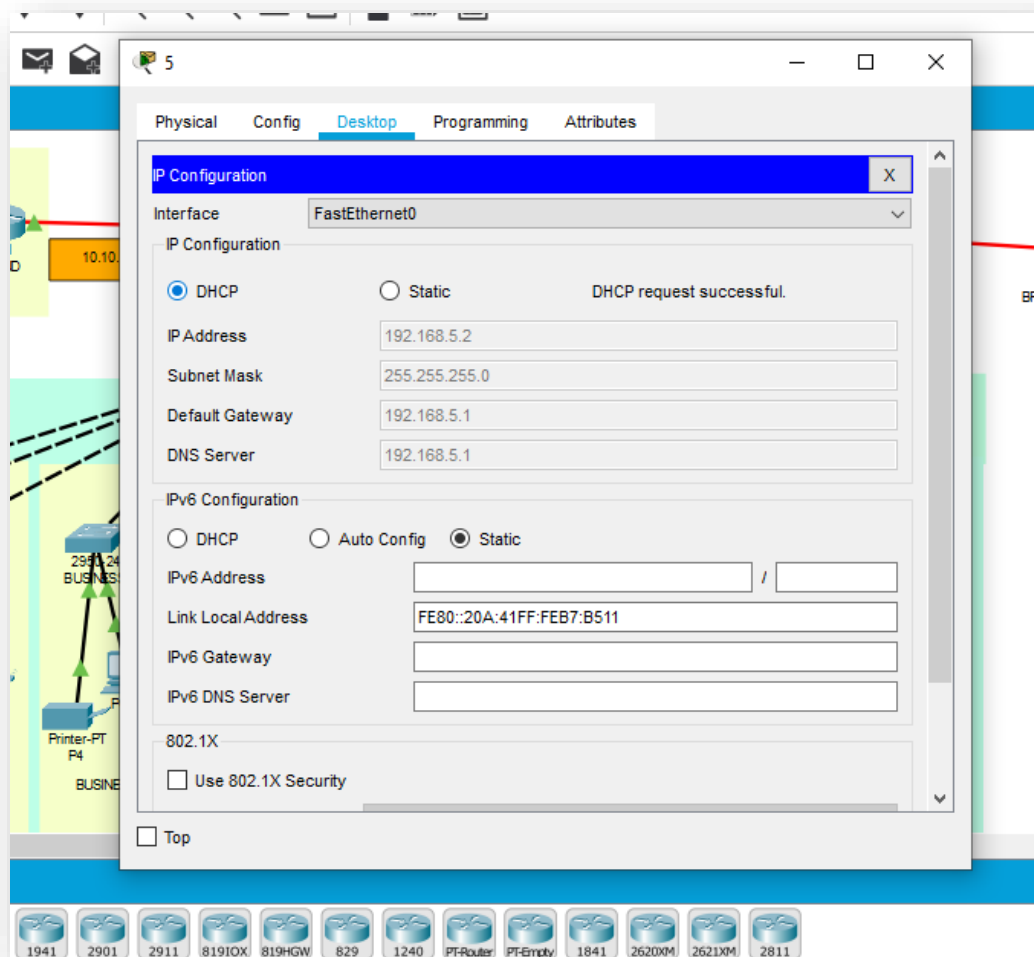 5
Physical Config Desktop Programming Attributes
IP Configuration X
Interface FastEthernet0
IP Configuration
DHCP Static DHCP request successful.
IP Address 192.168.5.2
Subnet Mask 255.255.255.0
Default Gateway 192.168.5.1
DNS Server 192.168.5.1
IPv6 Configuration
DHCP Auto Config Static
IPv6 Address /
Link Local Address FE80::20A:41FF:FEB7:B511
IPv6 Gateway
IPv6 DNS Server
802.1X
Use 802.1X Security
Top
10.10.
Printer-PT
P4
1941 2901 2911 819IOX 819HGW 829 1240 PT-Router PT-Empty 1841 2620XM 2621XM 2811